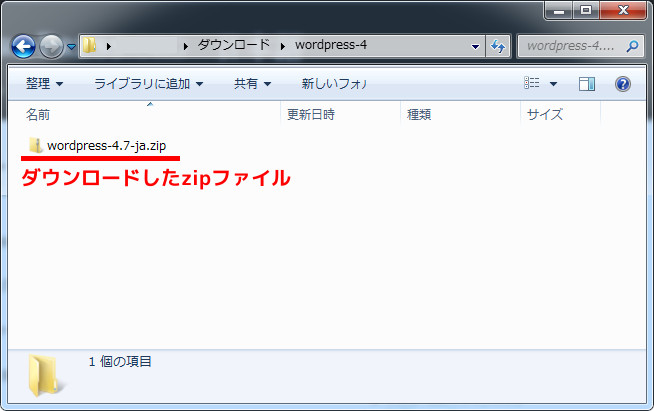 ダウンロード wordpress-4
wordpress-4....
整理 ライブラリに追加 共有 新しいフォル
名前 更新日時 種類 サイズ
wordpress-4.7-ja.zip
ダウンロードしたzipファイル
1 個の項目